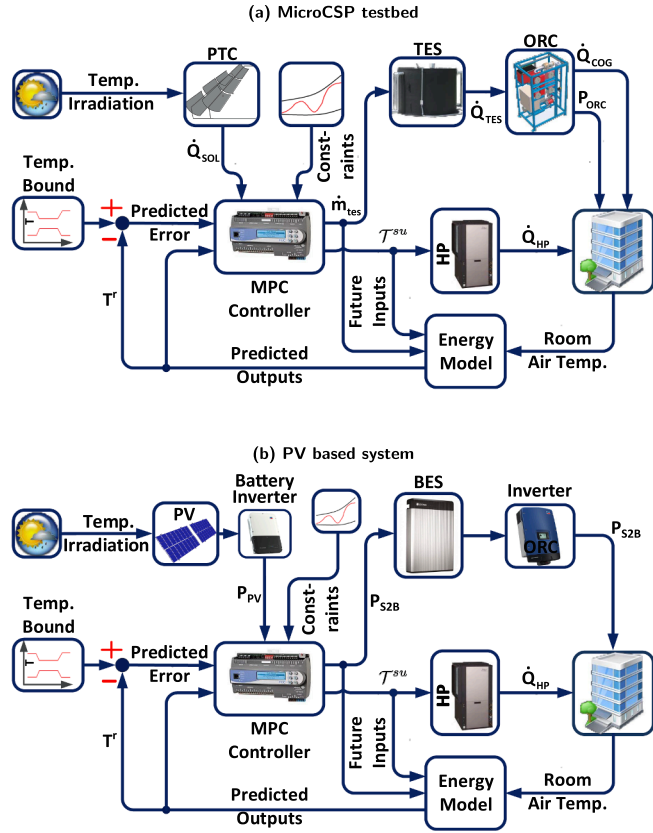 (a) MicroCSP testbed
PTC
TES
ORC
Q̇COG
Temp.
Irradiation
PORC
Q̇TES
Q̇SOL
Const-
raints
ṁtes
Temp.
Bound
T
+
−
Predicted
Error
𝒯su
HP
Q̇HP
MPC
Controller
Tr
Future
Inputs
Energy
Model
Room
Air Temp.
Predicted
Outputs
(b) PV based system
Battery
Inverter
PV
BES
Inverter
Temp.
Irradiation
ORC
PS2B
PPV
Const-
raints
PS2B
Temp.
Bound
T
+
−
Predicted
Error
𝒯su
HP
Q̇HP
MPC
Controller
Tr
Future
Inputs
Energy
Model
Room
Air Temp.
Predicted
Outputs